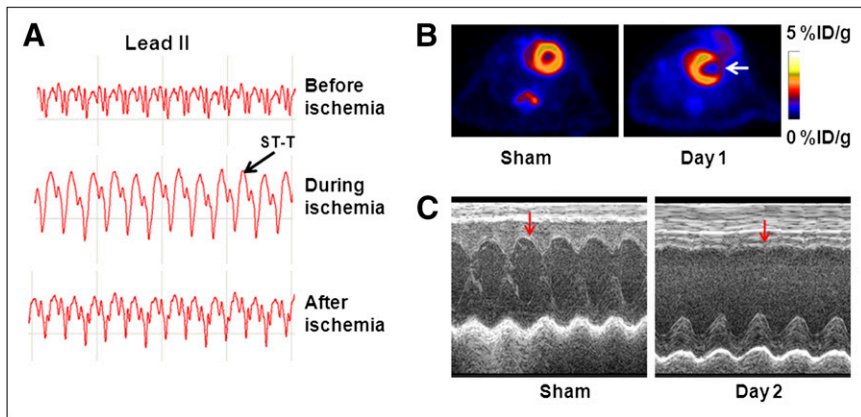 A
Lead II
Before
ischemia
ST-T
During
ischemia
After
ischemia
B
5 %ID/g
0 %ID/g
Sham
Day 1
C
Sham
Day 2